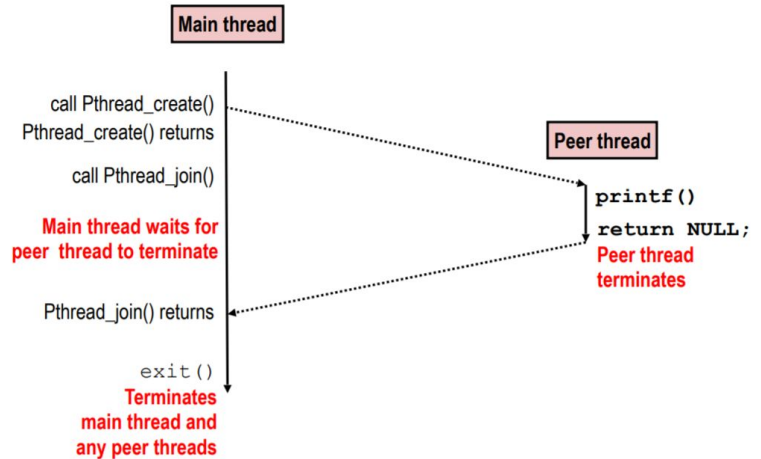 Main thread
call Pthread_create()
Pthread_create() returns
call Pthread_join()
Main thread waits for
peer thread to terminate
Pthread_join() returns
exit()
Terminates
main thread and
any peer threads
Peer thread
printf()
return NULL;
Peer thread
terminates